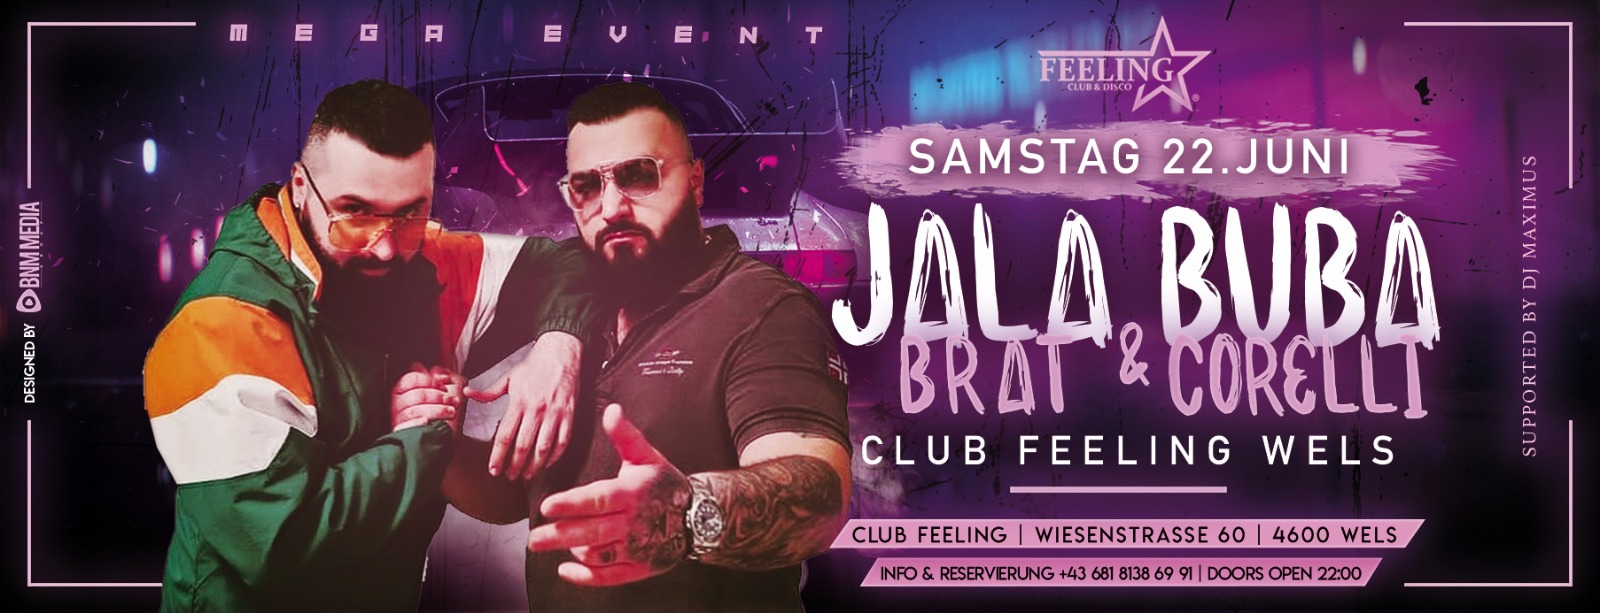 MEGA EVENT
FEELING
CLUB & DISCO
®
SAMSTAG 22.JUNI
JALA BUBA
BRAT & CORELLI
CLUB FEELING WELS
CLUB FEELING | WIESENSTRASSE 60 | 4600 WELS
INFO & RESERVIERUNG +43 681 8138 69 91 | DOORS OPEN 22:00
DESIGNED BY BNM MEDIA
SUPPORTED BY DJ MAXIMUS